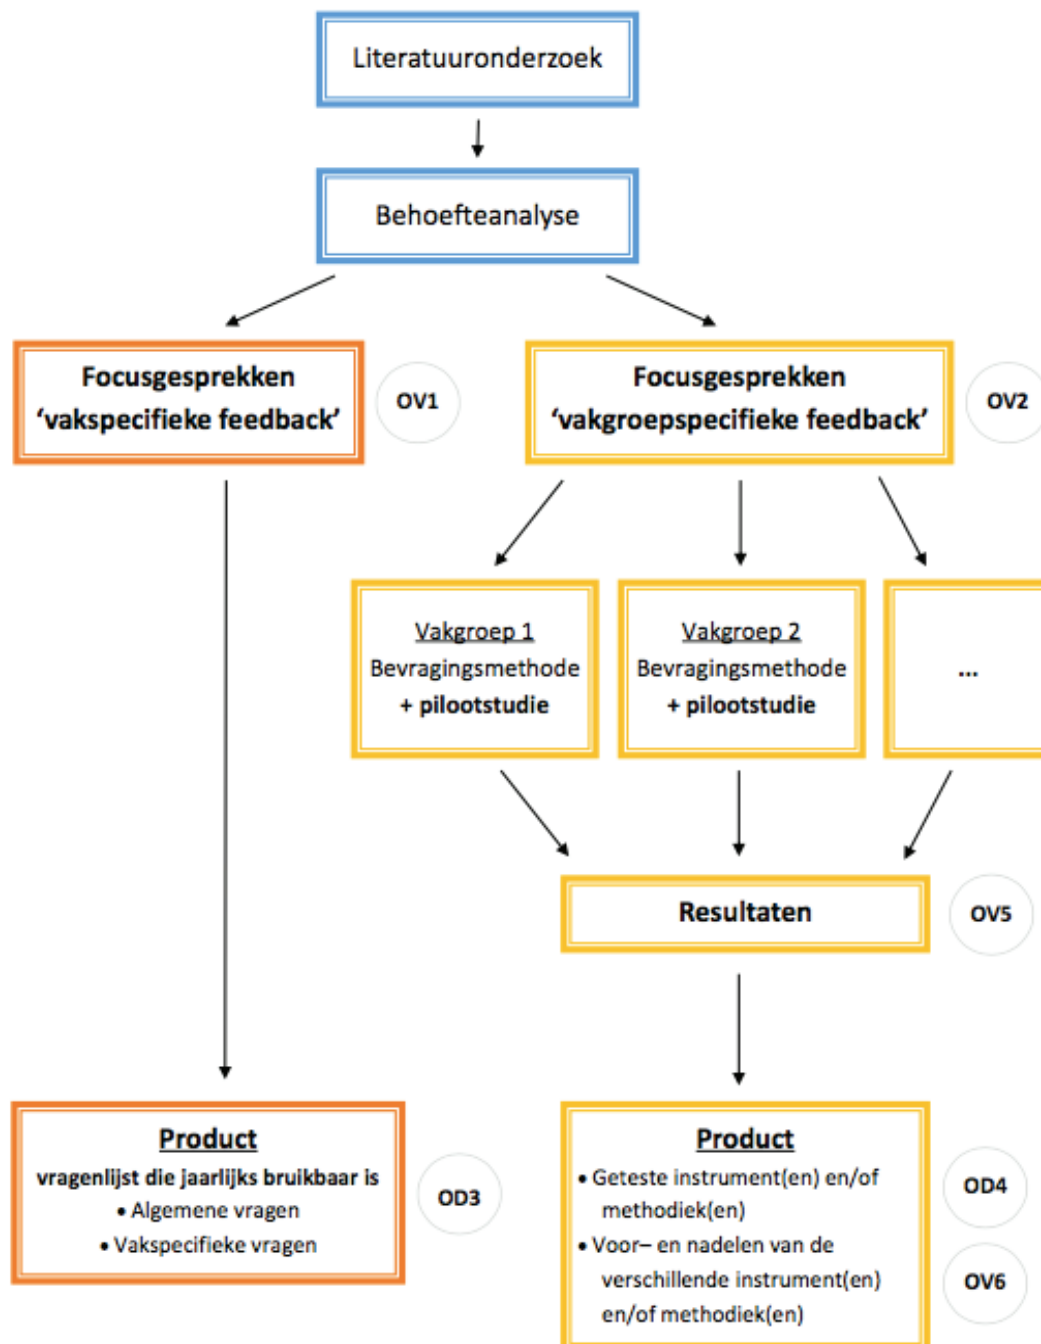 Literatuuronderzoek
Behoefteanalyse
Focusgesprekken
‘vakspecifieke feedback’
OV1
Focusgesprekken
‘vakgroepspecifieke feedback’
OV2
Vakgroep 1
Bevragingsmethode
+ pilootstudie
Vakgroep 2
Bevragingsmethode
+ pilootstudie
...
Resultaten
OV5
Product
vragenlijst die jaarlijks bruikbaar is
• Algemene vragen
• Vakspecifieke vragen
OD3
Product
• Geteste instrument(en) en/of
methodiek(en)
• Voor– en nadelen van de
verschillende instrument(en)
en/of methodiek(en)
OD4
OV6